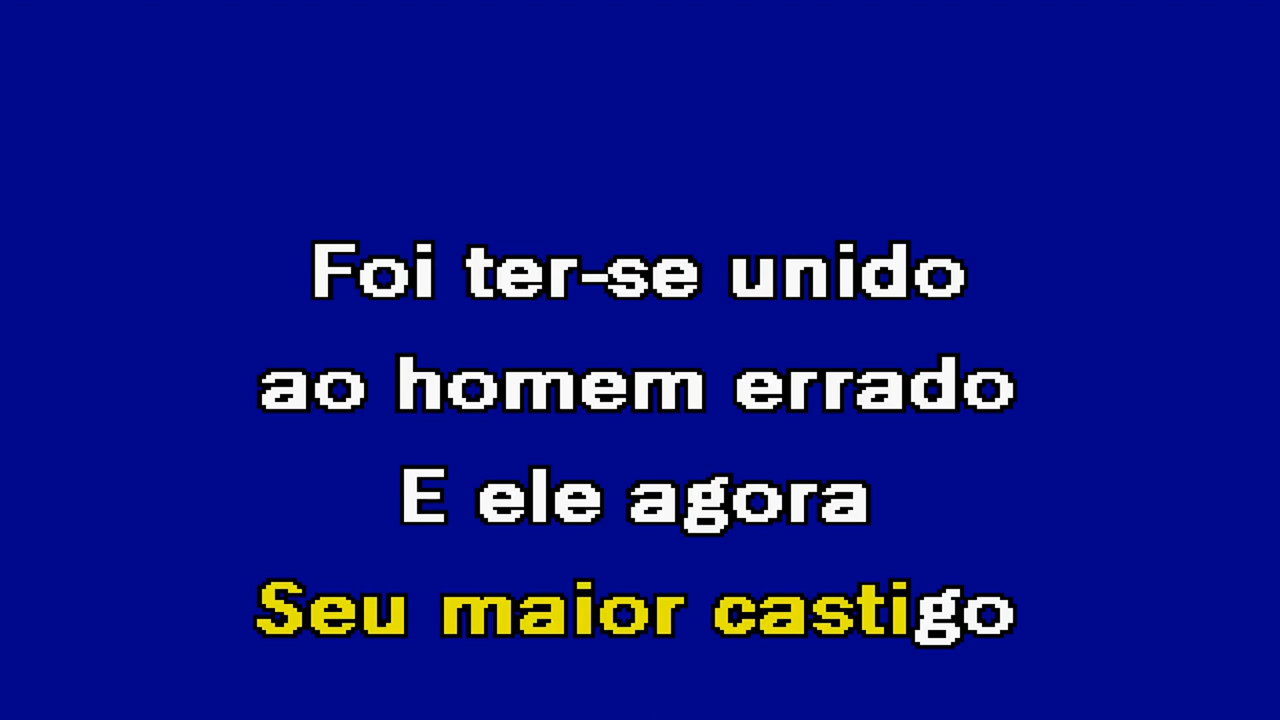 Foi ter-se unido
ao homem errado
E ele agora
Seu maior castigo